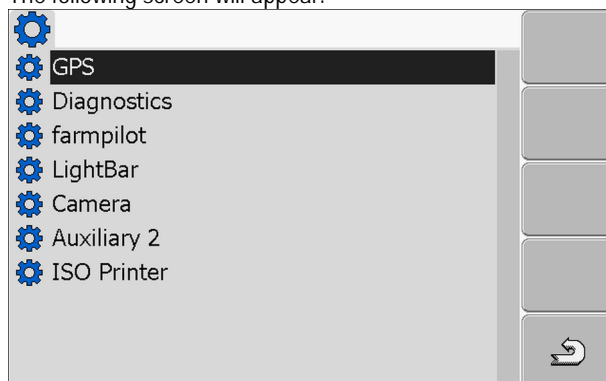 The following screen will appear:
GPS
Diagnostics
farmpilot
LightBar
Camera
Auxiliary 2
ISO Printer